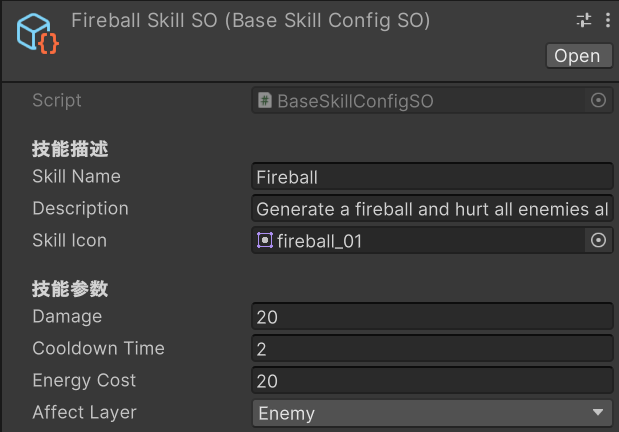 Fireball Skill SO (Base Skill Config SO)
Open
Script BaseSkillConfigSO
技能描述
Skill Name Fireball
Description Generate a fireball and hurt all enemies al
Skill Icon fireball_01
技能参数
Damage 20
Cooldown Time 2
Energy Cost 20
Affect Layer Enemy